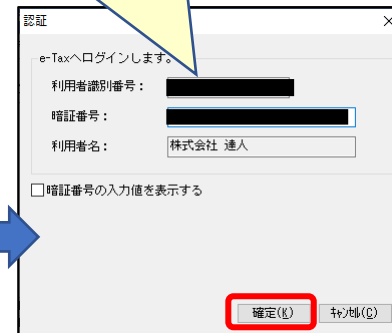 認証
e-Taxへログインします。
利用者識別番号：
暗証番号：
利用者名： 株式会社 達人
暗証番号の入力値を表示する
確定(K) ｷｬﾝｾﾙ(C)